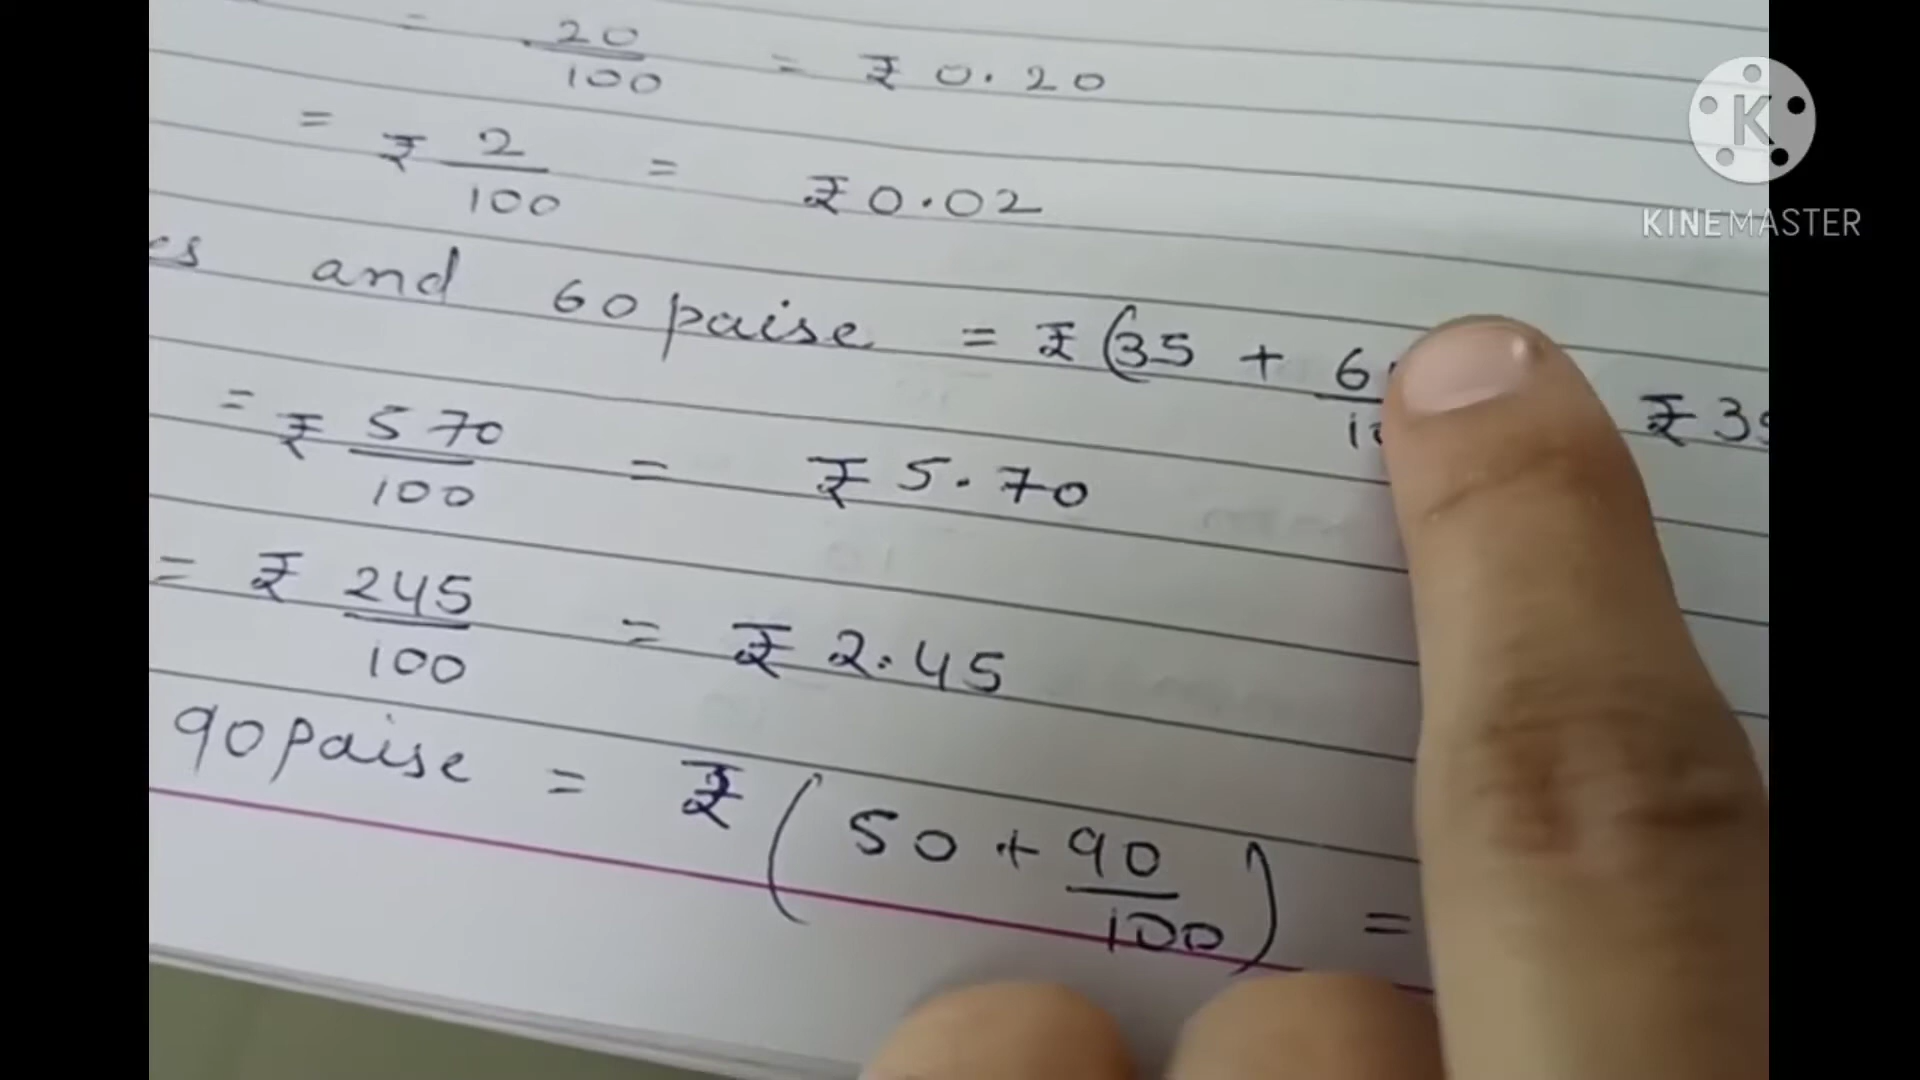 = 20/100 = ₹ 0.20
= ₹ 2/100 = ₹ 0.02
and 60 paise = ₹ (35 + 6
= ₹ 570/100 = ₹ 5.70
= ₹ 245/100 = ₹ 2.45
90 paise = ₹ (50 + 90/100) =
KINEMASTER